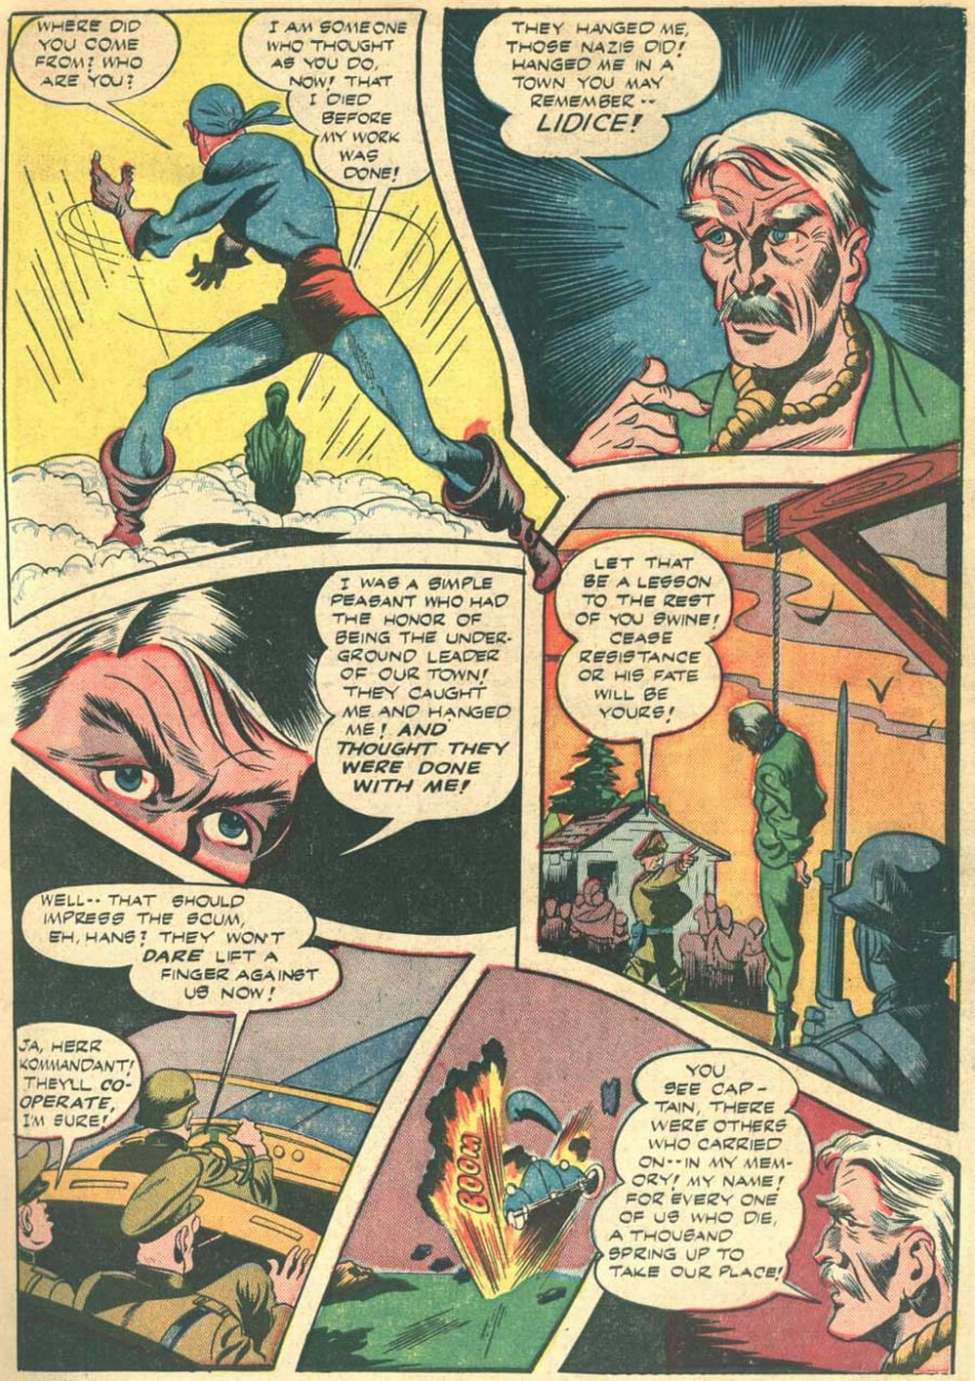 WHERE DID
YOU COME
FROM? WHO
ARE YOU?
I AM SOMEONE
WHO THOUGHT
AS YOU DO,
NOW! THAT
I DIED
BEFORE
MY WORK
WAS
DONE!
THEY HANGED ME,
THOSE NAZIS DID!
HANGED ME IN A
TOWN YOU MAY
REMEMBER--
LIDICE!
I WAS A SIMPLE
PEASANT WHO HAD
THE HONOR OF
BEING THE UNDER-
GROUND LEADER
OF OUR TOWN!
THEY CAUGHT
ME AND HANGED
ME! AND
THOUGHT THEY
WERE DONE
WITH ME!
LET THAT
BE A LESSON
TO THE REST
OF YOU SWINE!
CEASE
RESISTANCE
OR HIS FATE
WILL BE
YOURS!
WELL-- THAT SHOULD
IMPRESS THE SCUM,
EH, HANS? THEY WON'T
DARE LIFT A
FINGER AGAINST
US NOW!
JA, HERR
KOMMANDANT!
THEY'LL CO-
OPERATE,
I'M SURE!
BOOM
YOU
SEE CAP-
TAIN, THERE
WERE OTHERS
WHO CARRIED
ON--IN MY MEM-
ORY! MY NAME!
FOR EVERY ONE
OF US WHO DIE,
A THOUSAND
SPRING UP TO
TAKE OUR PLACE!